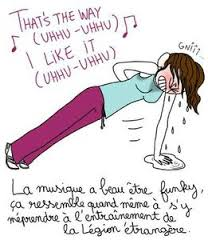 THAT'S THE WAY
(UHHU-UHHU)
I LIKE IT
(UHHU-UHHU)
GNIII
La musique a beau être funky,
ça ressemble quand même à s'y
méprendre à l'entraînement de
la Légion étrangère.